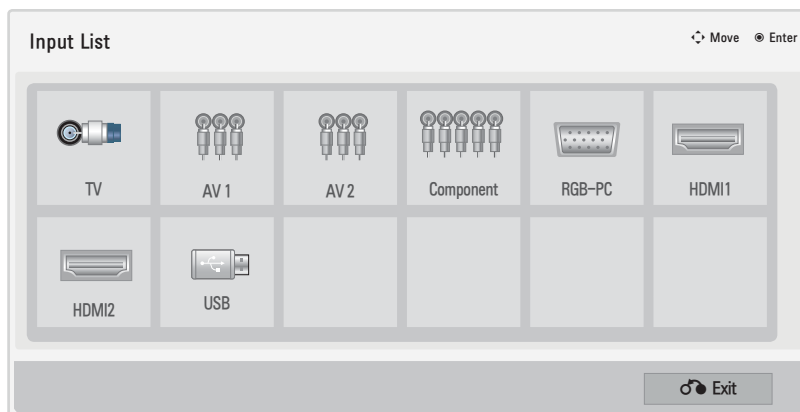 Input List
Move Enter
TV AV 1 AV 2 Component RGB-PC HDMI1
HDMI2 USB
Exit